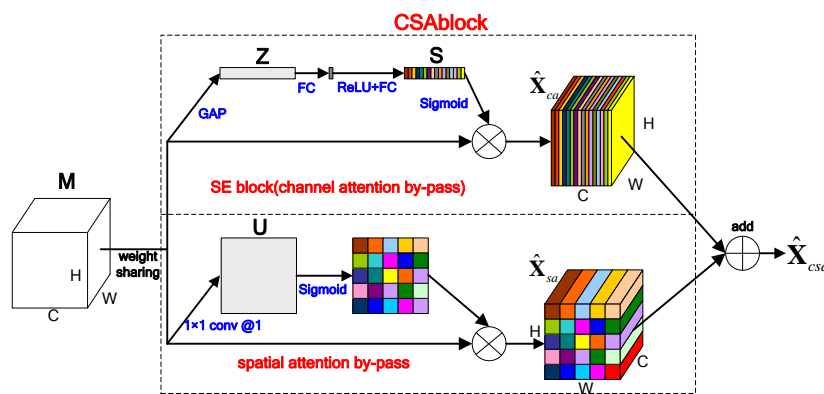 CSAblock
Z
S
FC
ReLU+FC
GAP
Sigmoid
X̂ca
H
W
C
SE block(channel attention by-pass)
M
H
W
C
weight
sharing
add
X̂csa
U
Sigmoid
1×1 conv @1
X̂sa
H
C
W
spatial attention by-pass